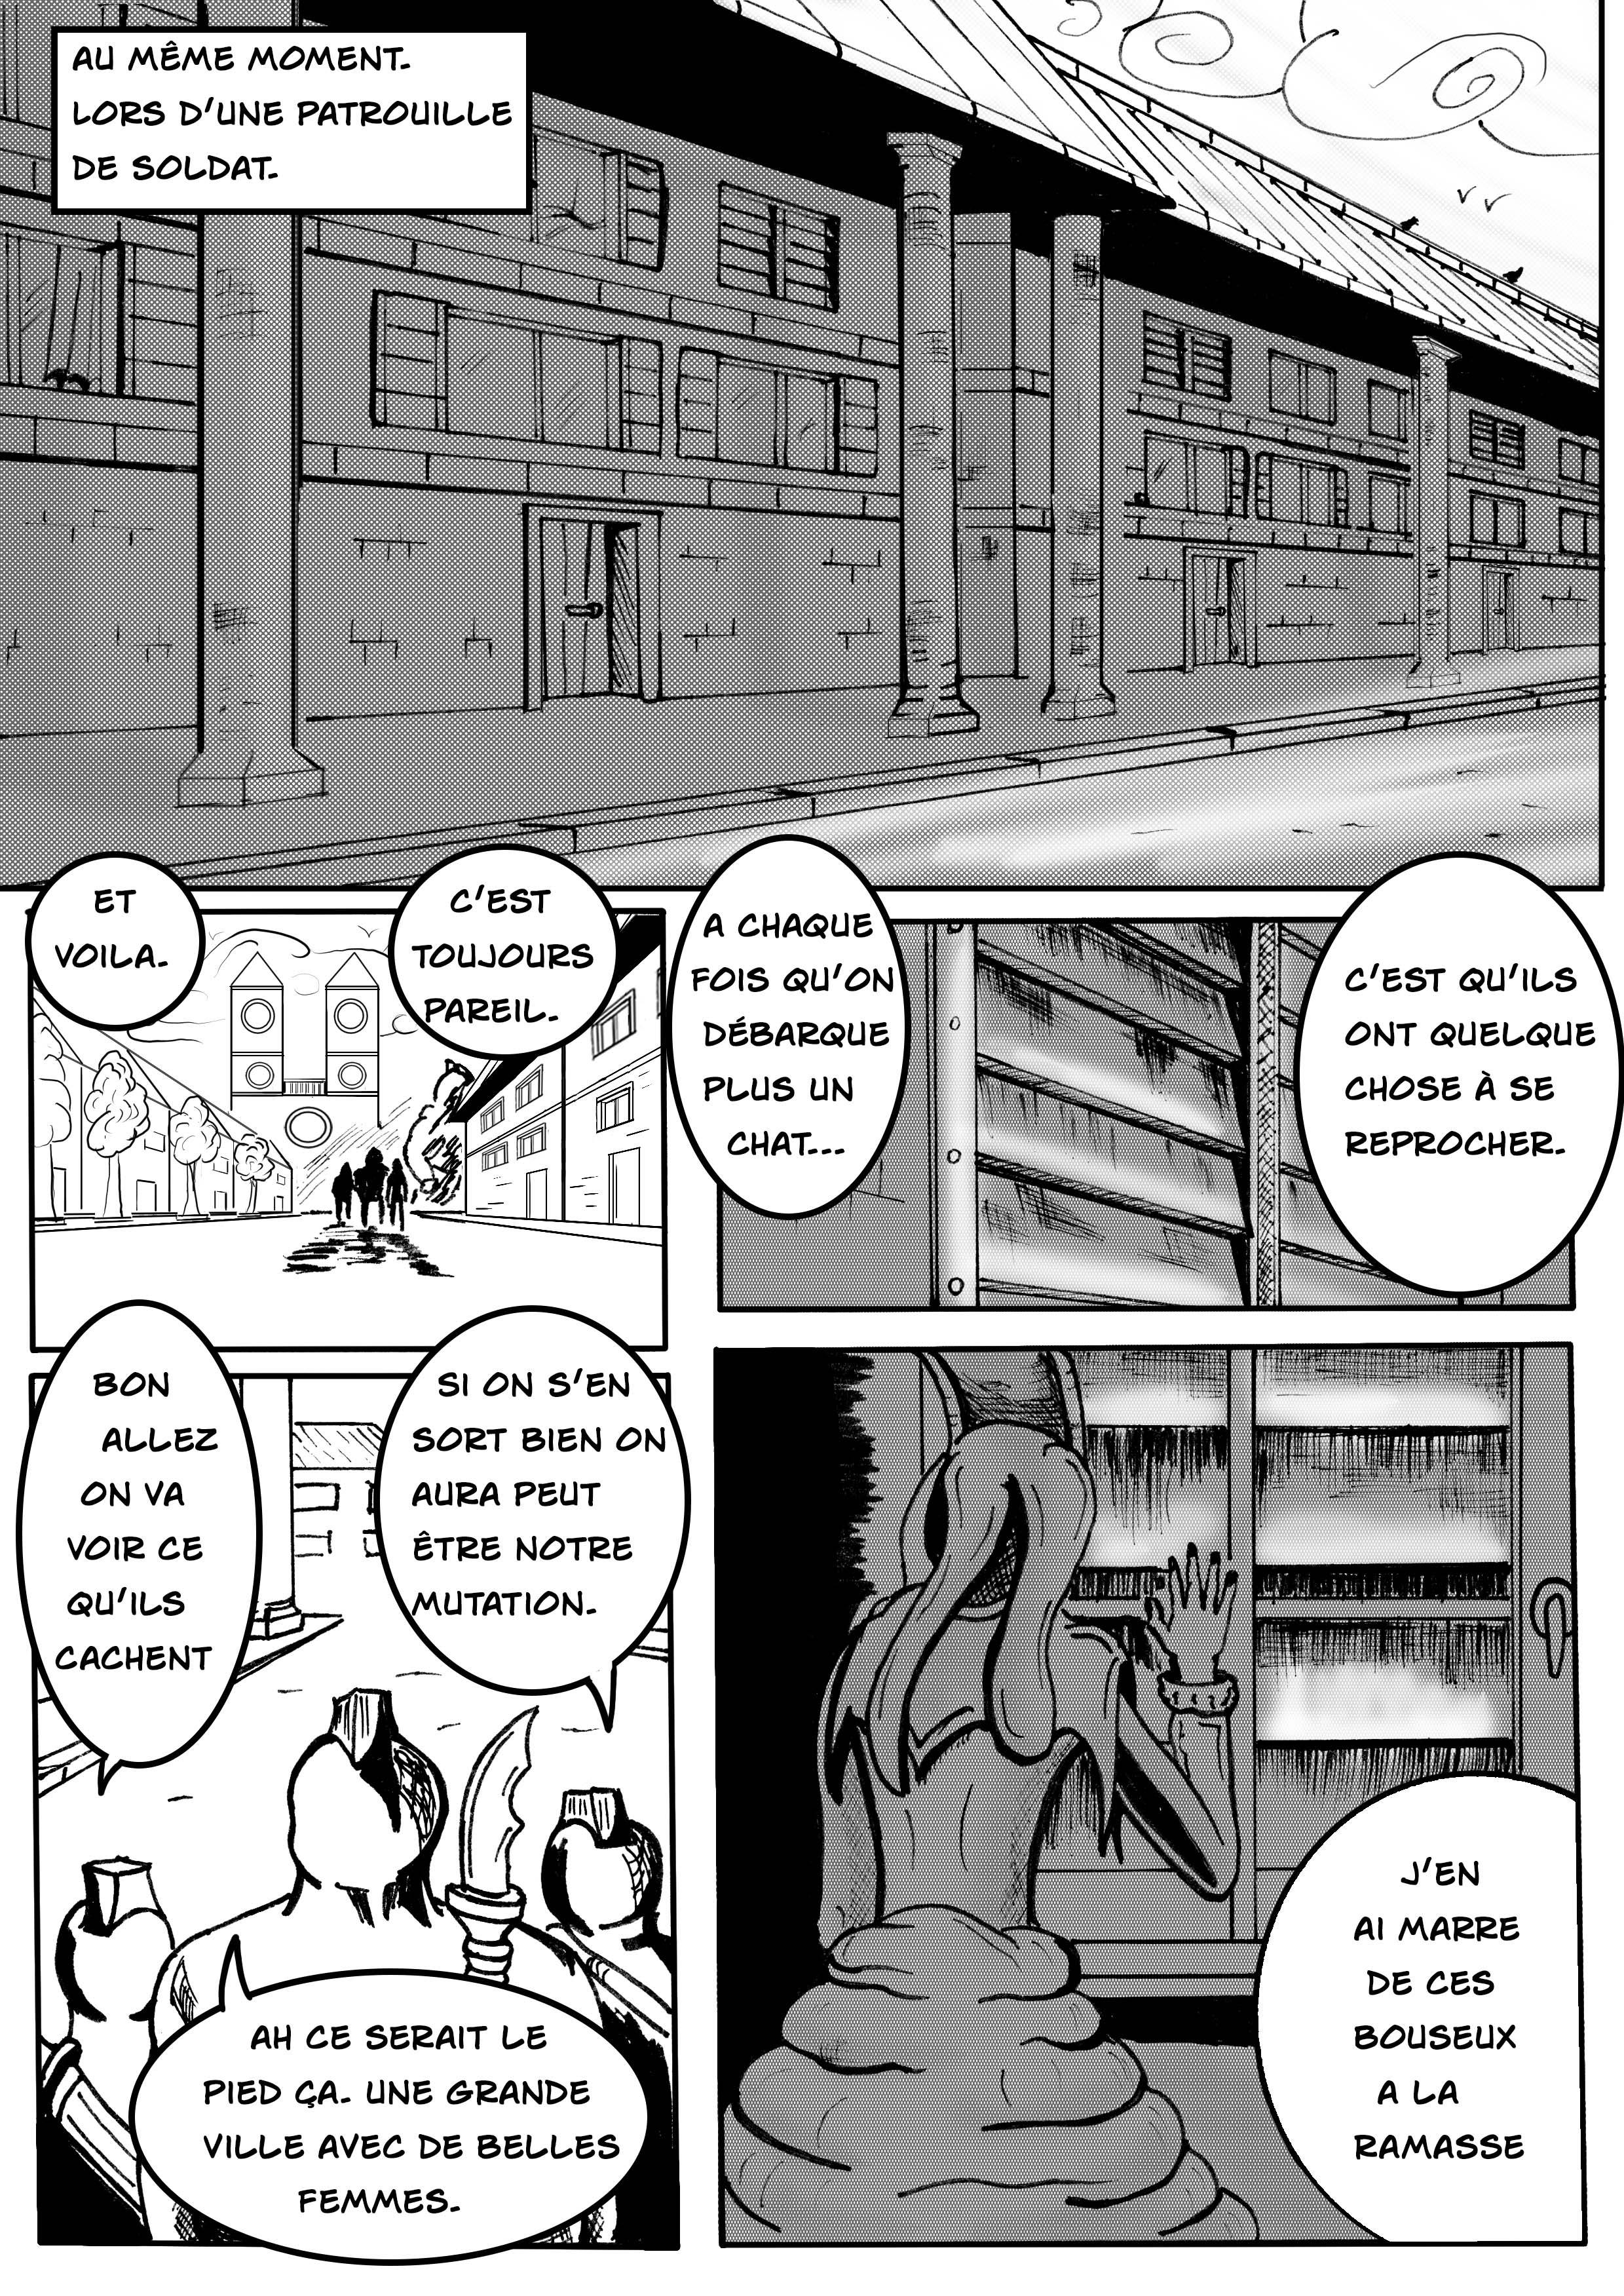 AU MÊME MOMENT.
LORS D'UNE PATROUILLE
DE SOLDAT.
ET
VOILA.
C'EST
TOUJOURS
PAREIL.
A CHAQUE
FOIS QU'ON
DÉBARQUE
PLUS UN
CHAT...
C'EST QU'ILS
ONT QUELQUE
CHOSE À SE
REPROCHER.
BON
ALLEZ
ON VA
VOIR CE
QU'ILS
CACHENT
SI ON S'EN
SORT BIEN ON
AURA PEUT
ÊTRE NOTRE
MUTATION.
AH CE SERAIT LE
PIED ÇA. UNE GRANDE
VILLE AVEC DE BELLES
FEMMES.
J'EN
AI MARRE
DE CES
BOUSEUX
A LA
RAMASSE